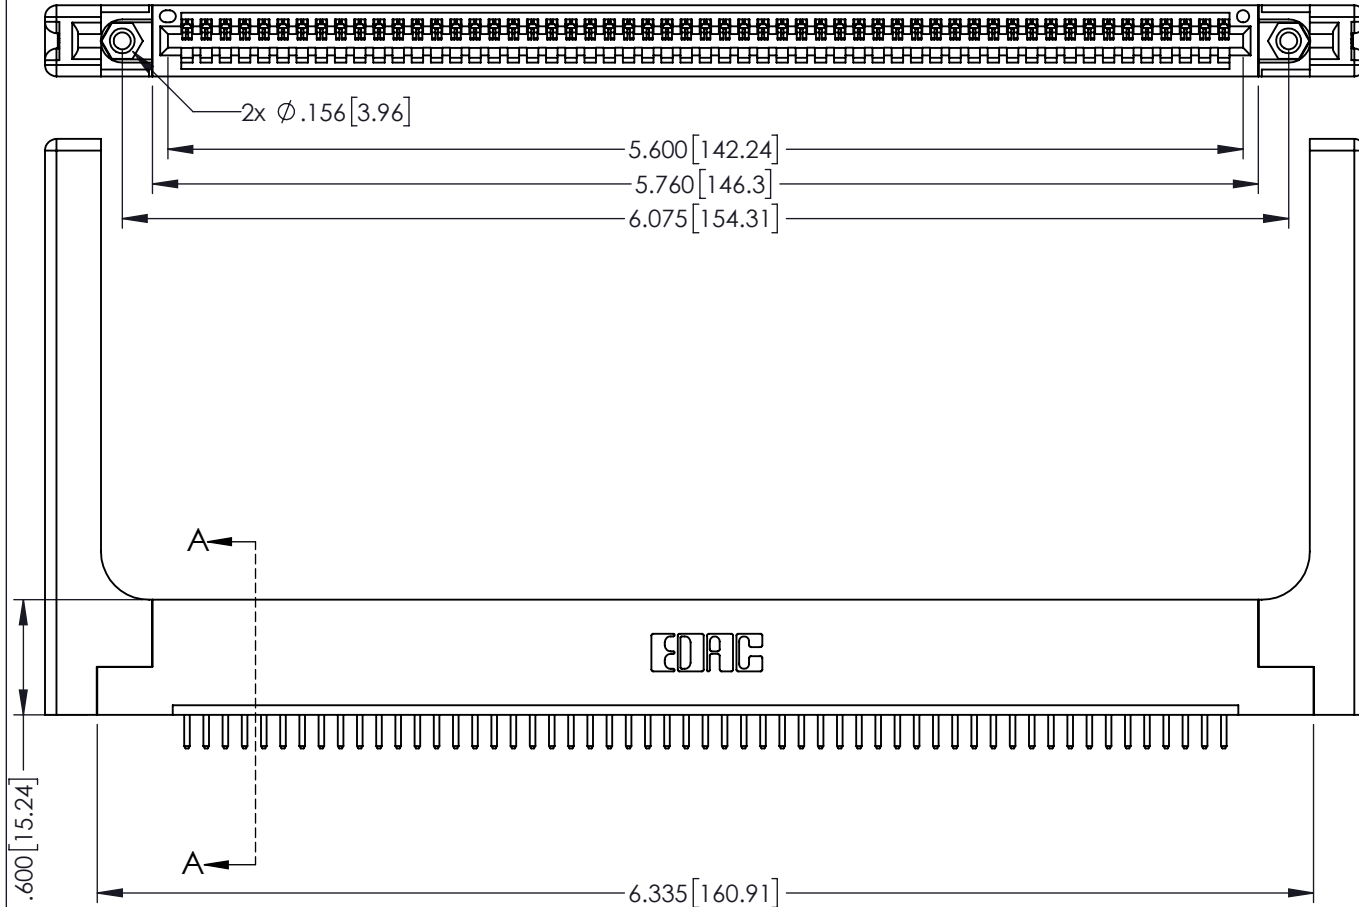 2x ∅.156[3.96]
5.600[142.24]
5.760[146.3]
6.075[154.31]
A
EDAC
.600[15.24]
A
6.335[160.91]